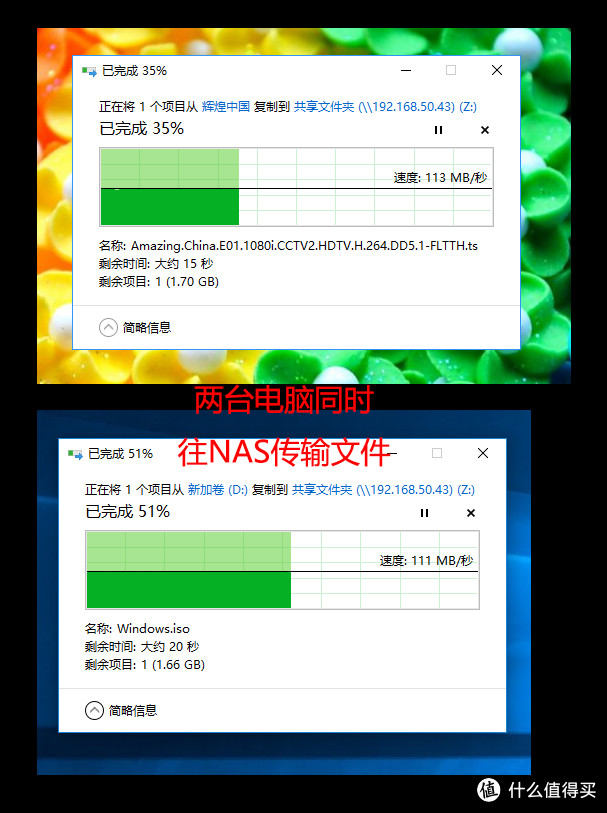 已完成 35%
正在将 1 个项目从 辉煌中国 复制到 共享文件夹 (\\192.168.50.43) (Z:)
已完成 35%
速度: 113 MB/秒
名称: Amazing.China.E01.1080i.CCTV2.HDTV.H.264.DD5.1-FLTTH.ts
剩余时间: 大约 15 秒
剩余项目: 1 (1.70 GB)
简略信息
两台电脑同时
往NAS传输文件
已完成 51%
正在将 1 个项目从 新加卷 (D:) 复制到 共享文件夹 (\\192.168.50.43) (Z:)
已完成 51%
速度: 111 MB/秒
名称: Windows.iso
剩余时间: 大约 20 秒
剩余项目: 1 (1.66 GB)
简略信息
值 什么值得买